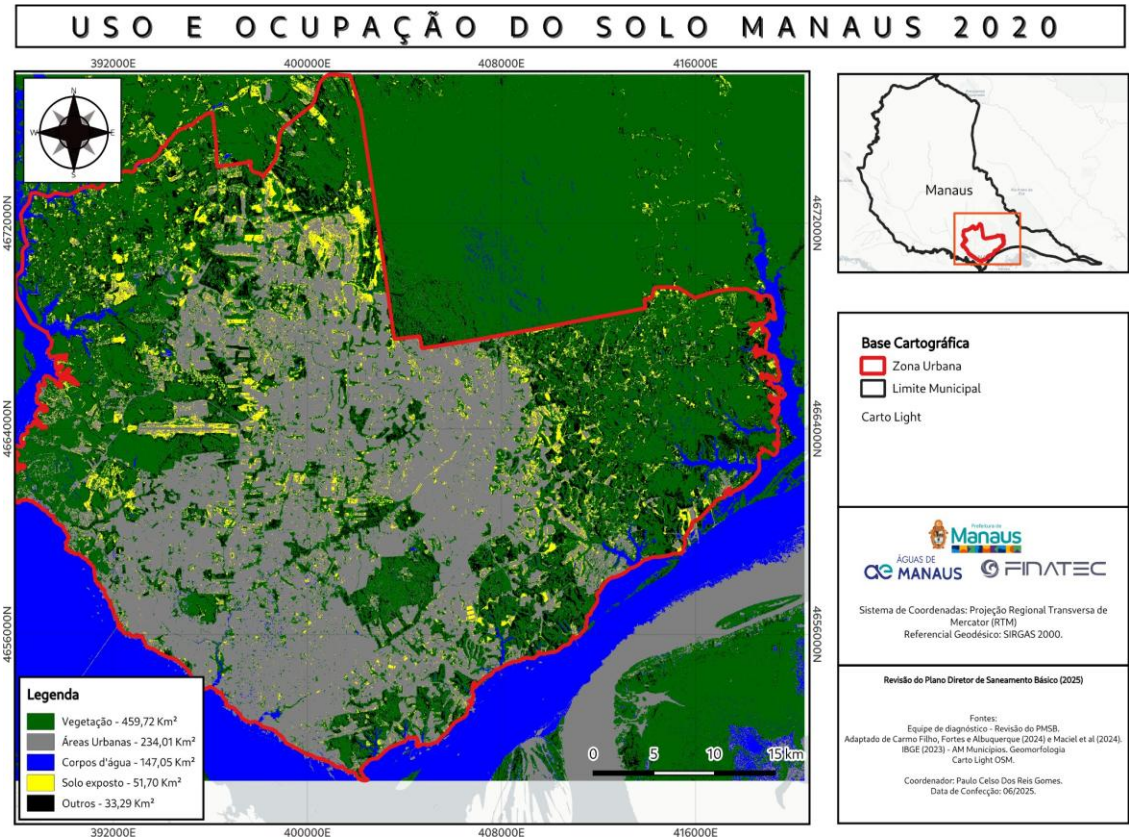 USO E OCUPAÇÃO DO SOLO MANAUS 2020
392000E 400000E 408000E 416000E
N
W E
S
4672000N
4664000N
4656000N
4672000N
4664000N
4656000N
Legenda
Vegetação - 459,72 Km²
Áreas Urbanas - 234,01 Km²
Corpos d'água - 147,05 Km²
Solo exposto - 51,70 Km²
Outros - 33,29 Km²
0 5 10 15 km
392000E 400000E 408000E 416000E
Manaus
Base Cartográfica
Zona Urbana
Limite Municipal
Carto Light
Prefeitura de
Manaus
ÁGUAS DE
MANAUS
FINATEC
Sistema de Coordenadas: Projeção Regional Transversa de
Mercator (RTM)
Referencial Geodésico: SIRGAS 2000.
Revisão do Plano Diretor de Saneamento Básico (2025)
Fontes:
Equipe de diagnóstico - Revisão do PMSB.
Adaptado de Carmo Filho, Fortes e Albuquerque (2024) e Maciel et al (2024).
IBGE (2023) - AM Municípios. Geomorfologia
Carto Light OSM.
Coordenador: Paulo Celso Dos Reis Gomes.
Data de Confecção: 06/2025.